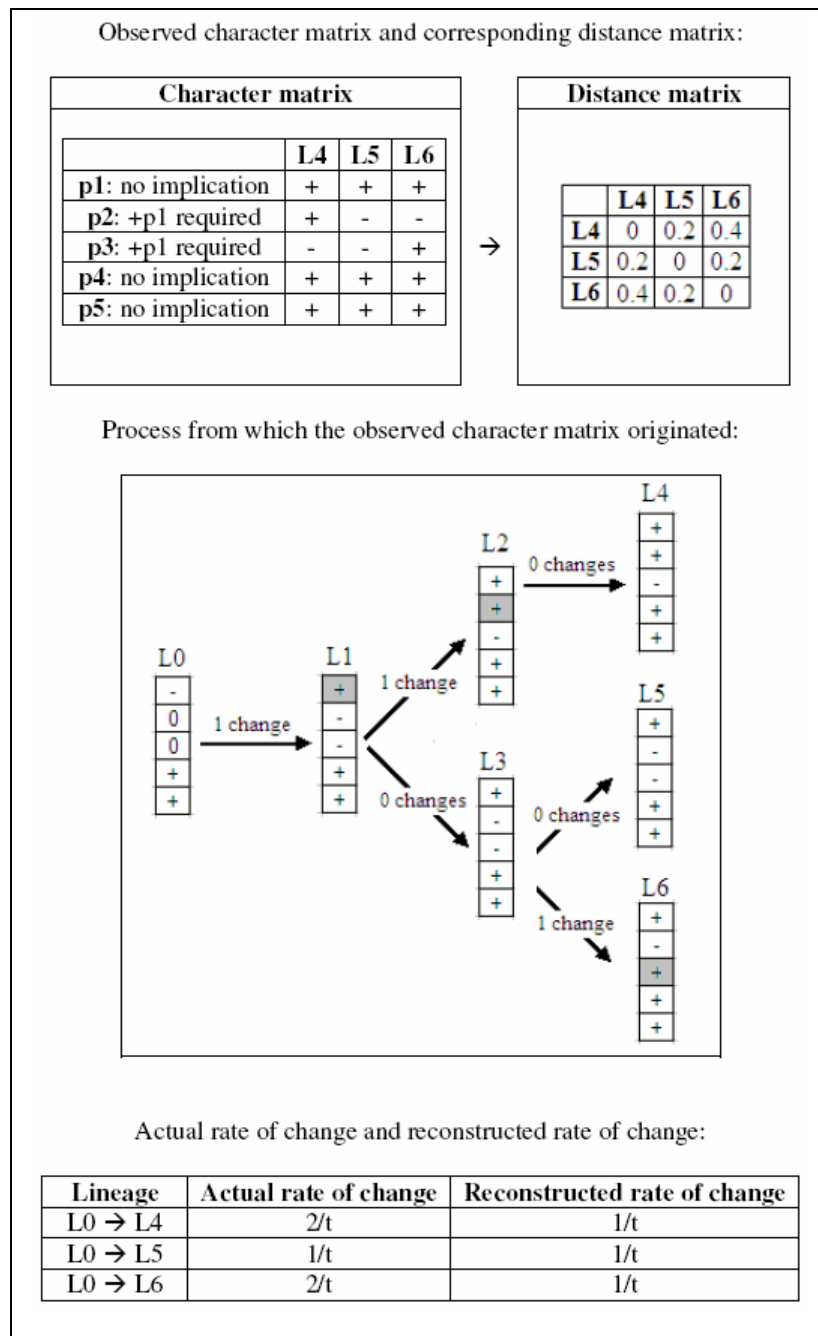 Observed character matrix and corresponding distance matrix:
Character matrix
L4 L5 L6
p1: no implication + + +
p2: +p1 required + - -
p3: +p1 required - - +
p4: no implication + + +
p5: no implication + + +
→
Distance matrix
L4 L5 L6
L4 0 0.2 0.4
L5 0.2 0 0.2
L6 0.4 0.2 0
Process from which the observed character matrix originated:
L0
-
0
0
+
+
1 change
L1
+
-
-
+
+
1 change
0 changes
L2
+
+
-
+
+
0 changes
L3
+
-
-
+
+
0 changes
1 change
L4
+
+
-
+
+
L5
+
-
-
+
+
L6
+
-
+
+
+
Actual rate of change and reconstructed rate of change:
Lineage Actual rate of change Reconstructed rate of change
L0 → L4 2/t 1/t
L0 → L5 1/t 1/t
L0 → L6 2/t 1/t